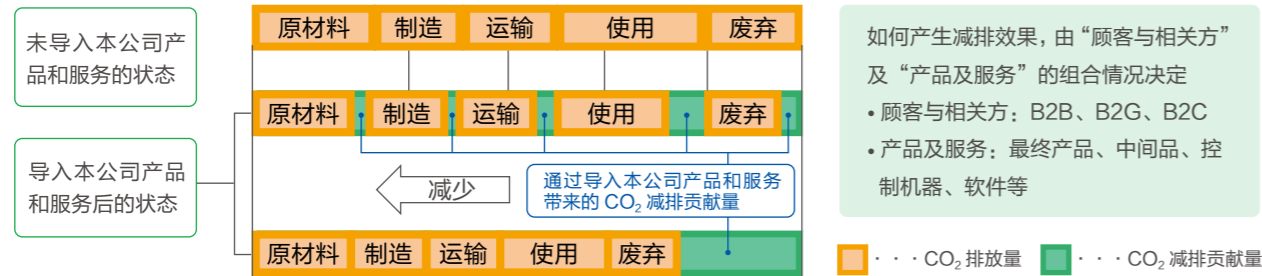 未导入本公司产
品和服务的状态
原材料 制造 运输 使用 废弃
原材料 制造 运输 使用 废弃
导入本公司产品
和服务后的状态
减少
通过导入本公司产品和服务
带来的 CO₂ 减排贡献量
原材料 制造 运输 使用 废弃
如何产生减排效果，由“顾客与相关方”
及“产品及服务”的组合情况决定
• 顾客与相关方：B2B、B2G、B2C
• 产品及服务：最终产品、中间品、控
制机器、软件等
···CO₂ 排放量
···CO₂ 减排贡献量